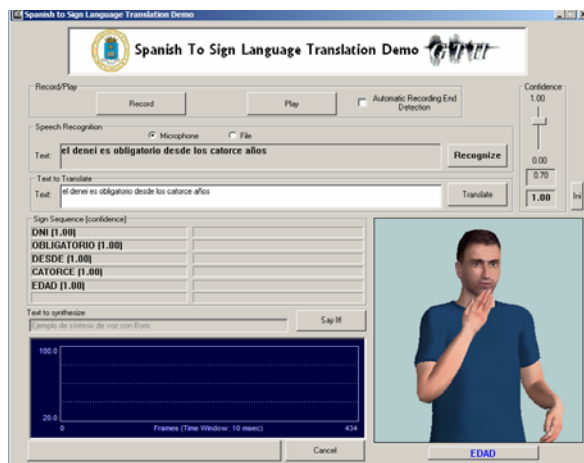 Spanish to Sign Language Translation Demo
Spanish To Sign Language Translation Demo
Record/Play
Record
Play
Automatic Recording End
Detection
Confidence
1.00
0.00
0.70
1.00
Ini
Speech Recognition
Microphone
File
Text:
el denei es obligatorio desde los catorce años
Recognize
Text to Translate
Text:
el denei es obligatorio desde los catorce años
Translate
Sign Sequence [confidence]
DNI (1.00)
OBLIGATORIO (1.00)
DESDE (1.00)
CATORCE (1.00)
EDAD (1.00)
Text to synthesize
Ejemplo de síntesis de voz con Boris
Say It!
100.0
20.0
0
Frames (Time Window: 10 msec)
434
Cancel
EDAD